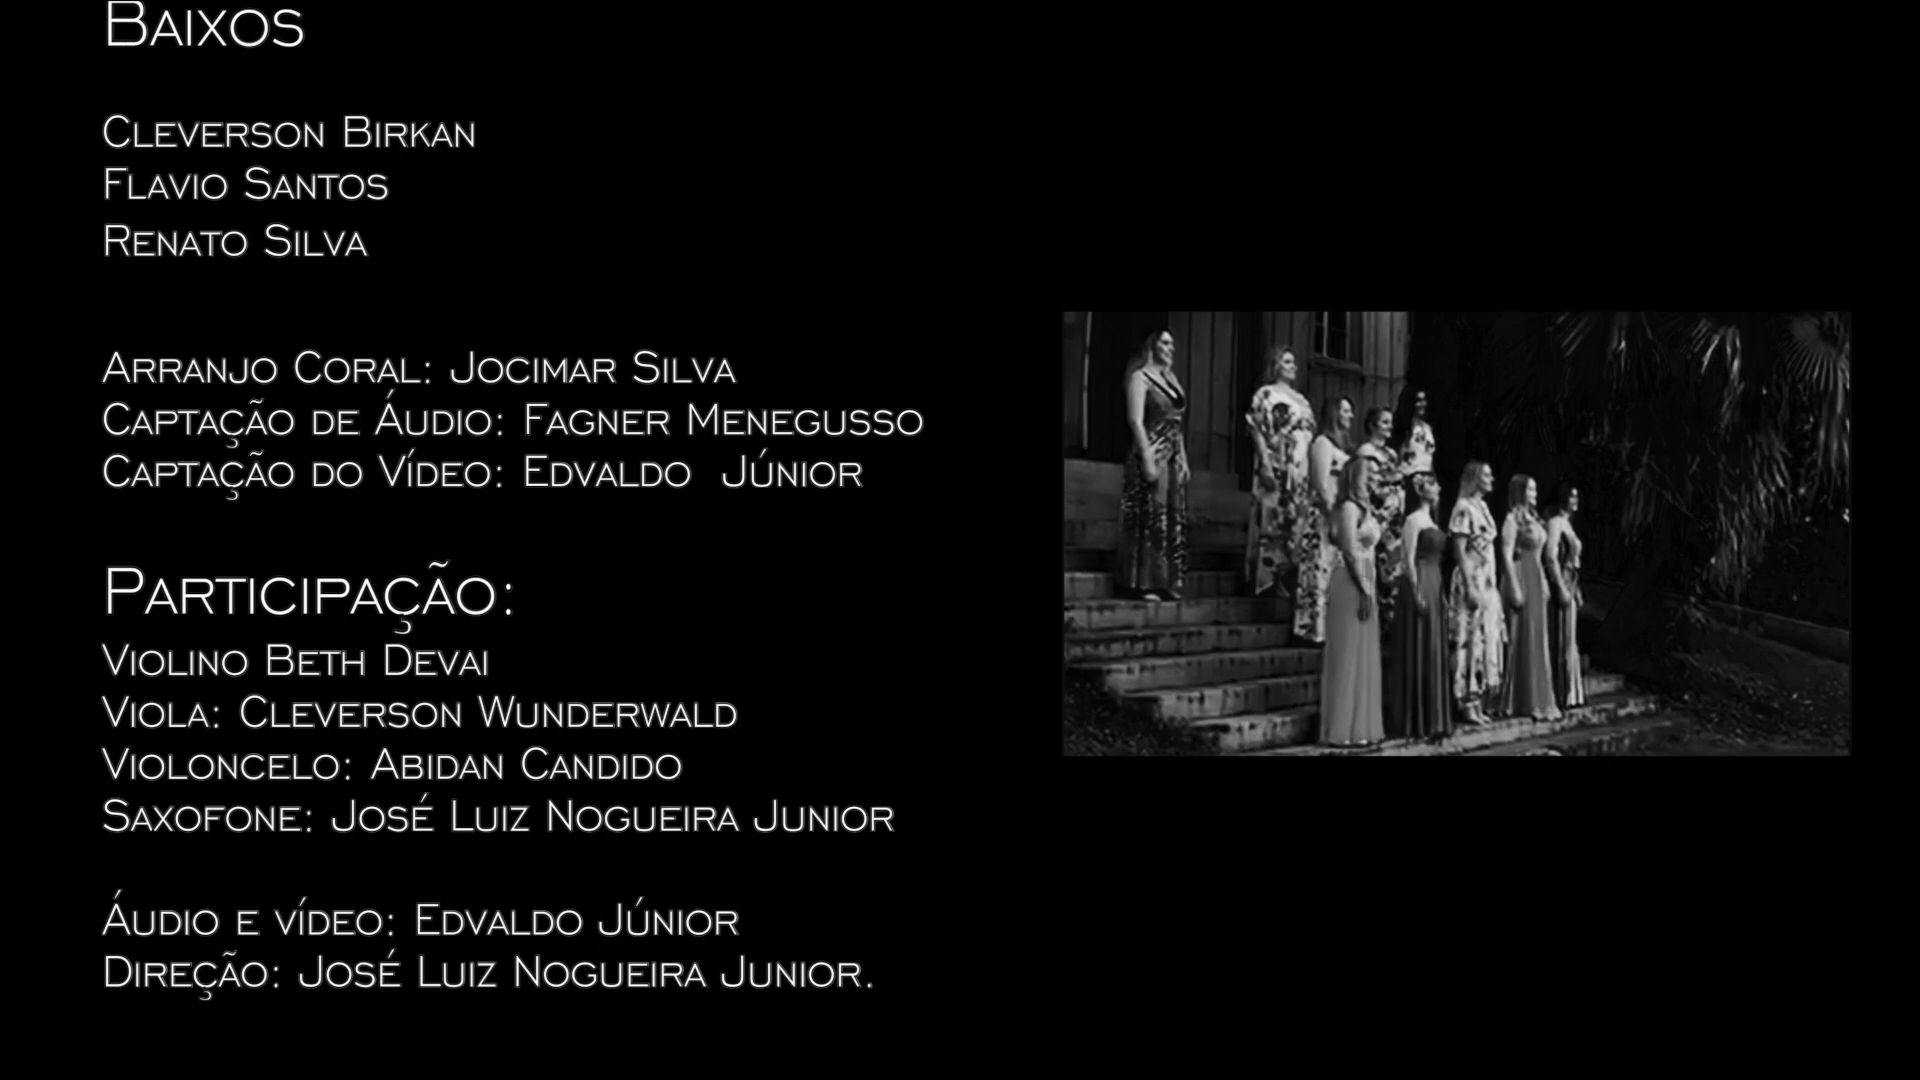 Baixos
Cleverson Birkan
Flavio Santos
Renato Silva
Arranjo Coral: Jocimar Silva
Captação de Áudio: Fagner Menegusso
Captação do Vídeo: Edvaldo Júnior
Participação:
Violino Beth Devai
Viola: Cleverson Wunderwald
Violoncelo: Abidan Candido
Saxofone: José Luiz Nogueira Junior
Áudio e vídeo: Edvaldo Júnior
Direção: José Luiz Nogueira Junior.